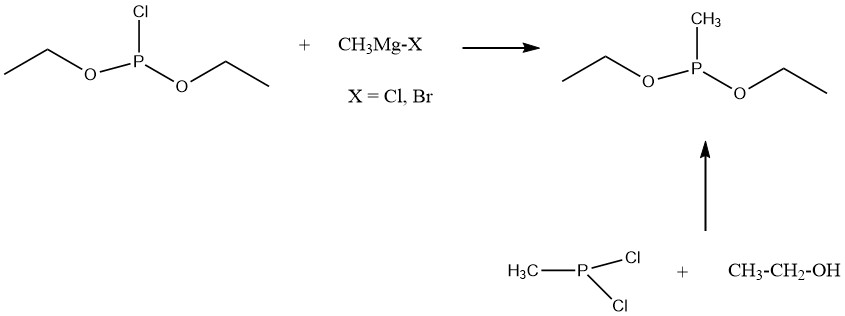 Cl
CH₃
P + CH₃Mg-X P
O O O O
X = Cl, Br
H₃C P Cl + CH₃-CH₂-OH
Cl